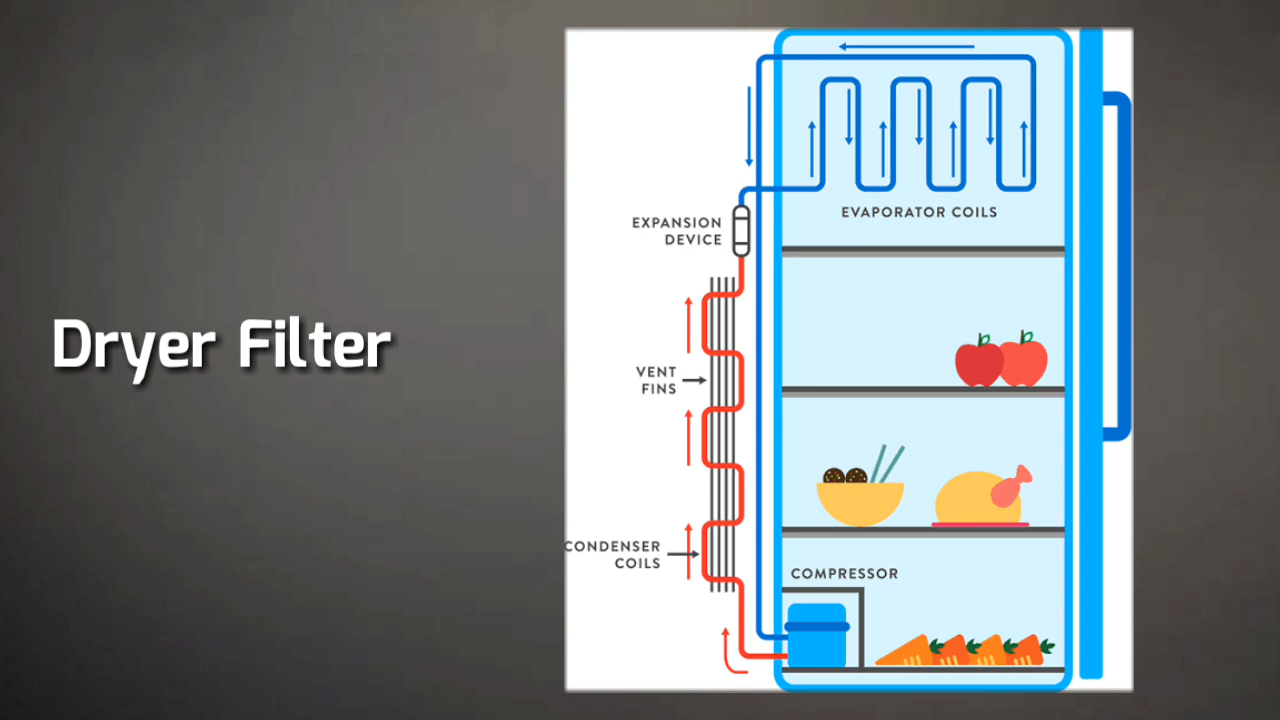 Dryer Filter
EVAPORATOR COILS
EXPANSION
DEVICE
VENT
FINS
CONDENSER
COILS
COMPRESSOR